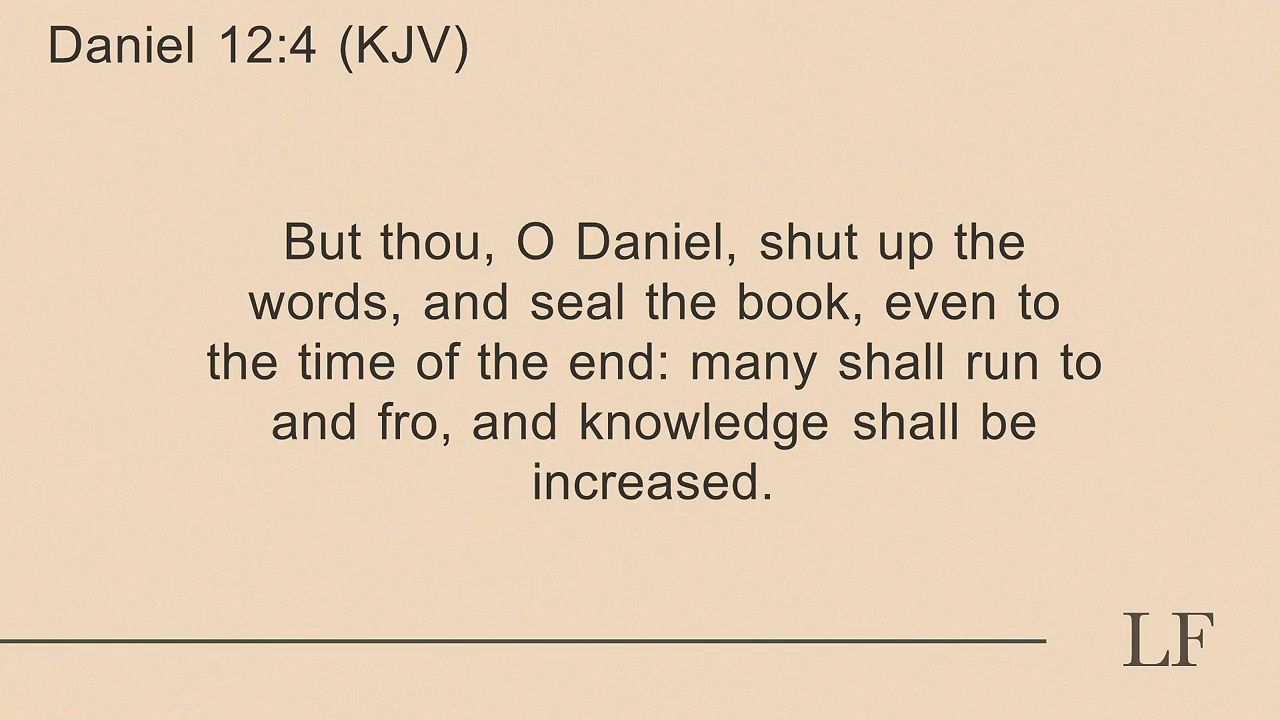 Daniel 12:4 (KJV)
But thou, O Daniel, shut up the
words, and seal the book, even to
the time of the end: many shall run to
and fro, and knowledge shall be
increased.
LF